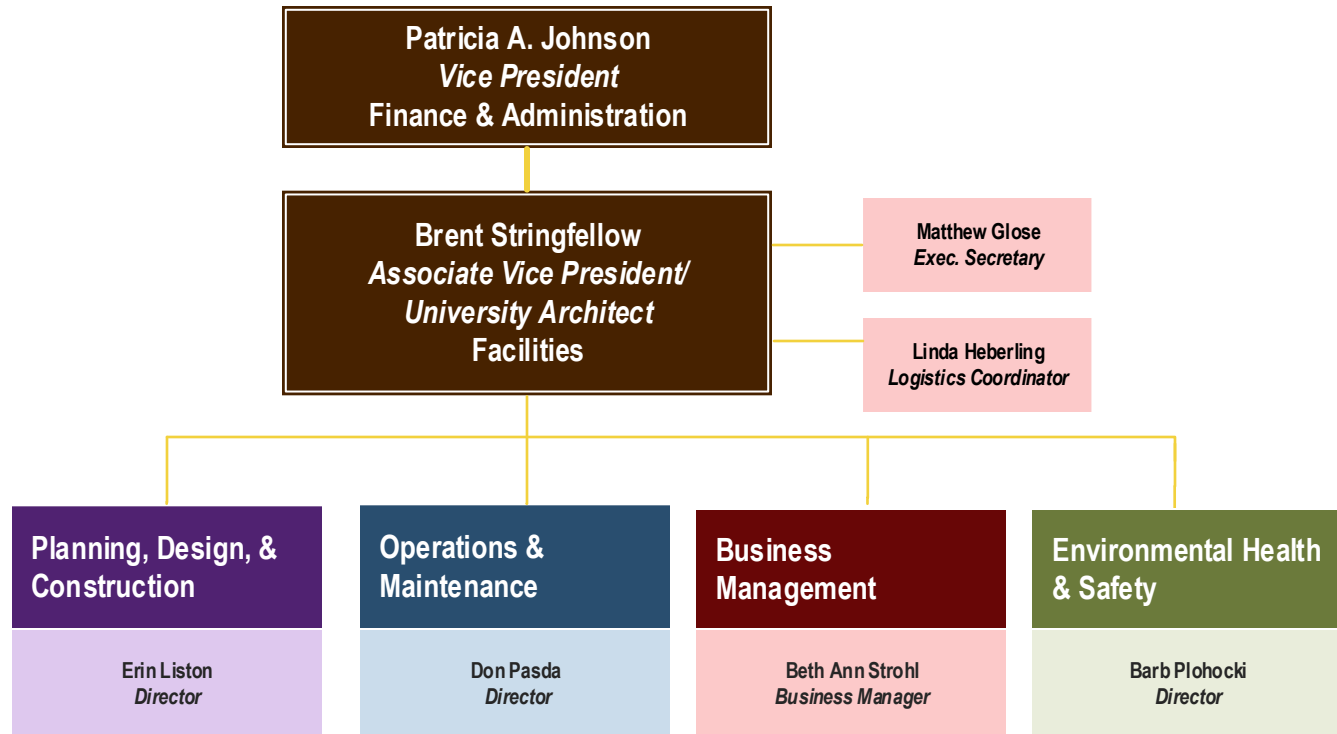 Patricia A. Johnson
Vice President
Finance & Administration
Brent Stringfellow
Associate Vice President/
University Architect
Facilities
Matthew Glose
Exec. Secretary
Linda Heberling
Logistics Coordinator
Planning, Design, &
Construction
Erin Liston
Director
Operations &
Maintenance
Don Pasda
Director
Business
Management
Beth Ann Strohl
Business Manager
Environmental Health
& Safety
Barb Plohocki
Director